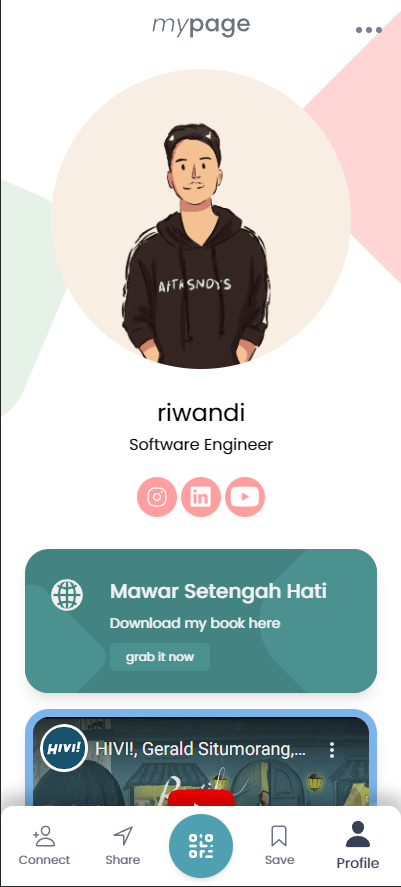 mypage
AFTRSNDYS
riwandi
Software Engineer
Mawar Setengah Hati
Download my book here
grab it now
HIVI!
HIVI!, Gerald Situmorang,...
Connect
Share
Save
Profile